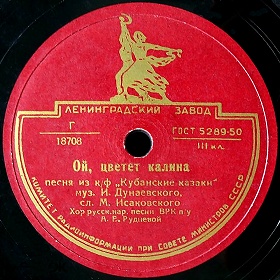 ЛЕНИНГРАДСКИЙ ЗАВОД
Г
18708
ГОСТ 5289-50
III кл.
Ой, цветет калина
песня из к/ф „Кубанские казаки"
муз. И. Дунаевского,
сл. М. Исаковского
Хор русск. нар. песни ВРК п/у
А. В. Рудневой
КОМИТЕТ РАДИОИНФОРМАЦИИ ПРИ СОВЕТЕ МИНИСТРОВ СССР